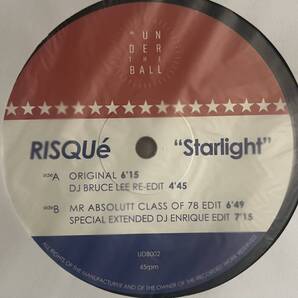 UN
DER
THE
BALL
RISQUé "Starlight"
side A ORIGINAL 6'15
DJ BRUCE LEE RE-EDIT 4'45
side B MR ABSOLUTT CLASS OF 78 EDIT 6'49
SPECIAL EXTENDED DJ ENRIQUE EDIT 7'15
UDB002
45rpm
ALL RIGHTS OF THE MANUFACTURER AND OF THE OWNER OF THE RECORDED WORK RESERVED